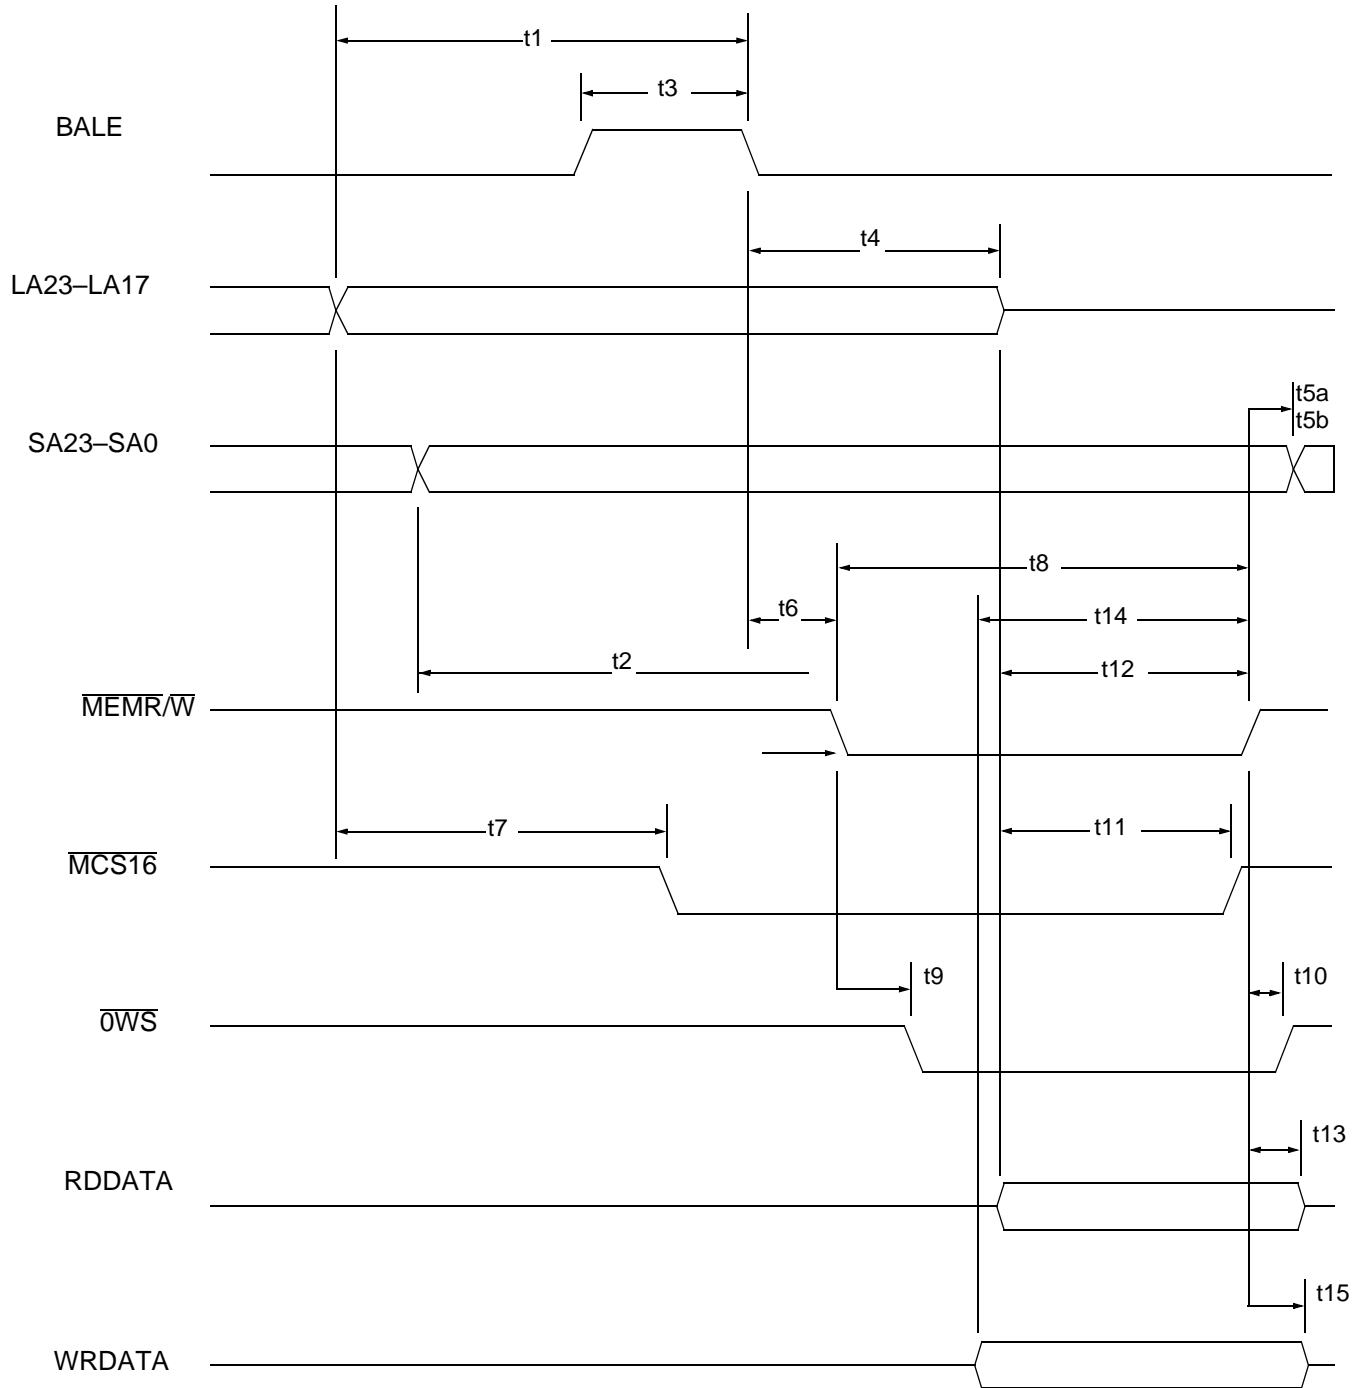 t1
t3
BALE
t4
LA23–LA17
t5a
t5b
SA23–SA0
t8
t6
t14
t2
t12
MEMR/W
t7
t11
MCS16
t9
t10
0WS
t13
RDDATA
t15
WRDATA